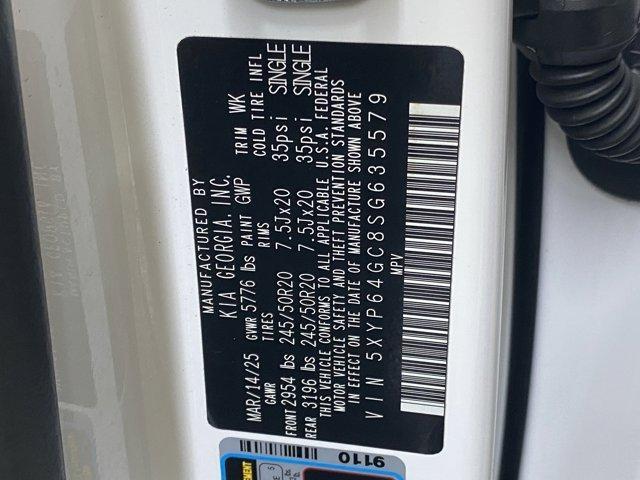 MANUFACTURED BY
KIA GEORGIA, INC.
MAR/14/25 GVWR 5776 lbs PAINT GWP TRIM WK
GAWR TIRES RIMS COLD TIRE INFL
FRONT 2954 lbs 245/50R20 7.5Jx20 35psi SINGLE
REAR 3196 lbs 245/50R20 7.5Jx20 35psi SINGLE
THIS VEHICLE CONFORMS TO ALL APPLICABLE U.S.A. FEDERAL
MOTOR VEHICLE SAFETY AND THEFT PREVENTION STANDARDS
IN EFFECT ON THE DATE OF MANUFACTURE SHOWN ABOVE
VIN 5XYP64GC8SG635579
MPV
9110